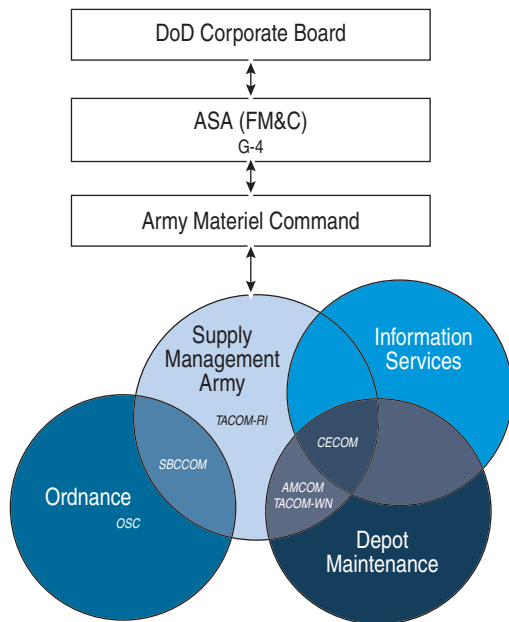 DoD Corporate Board
ASA (FM&C)
G-4
Army Materiel Command
Supply
Management
Army
TACOM-RI
Information
Services
CECOM
SBCCOM
AMCOM
TACOM-WN
Ordnance
OSC
Depot
Maintenance